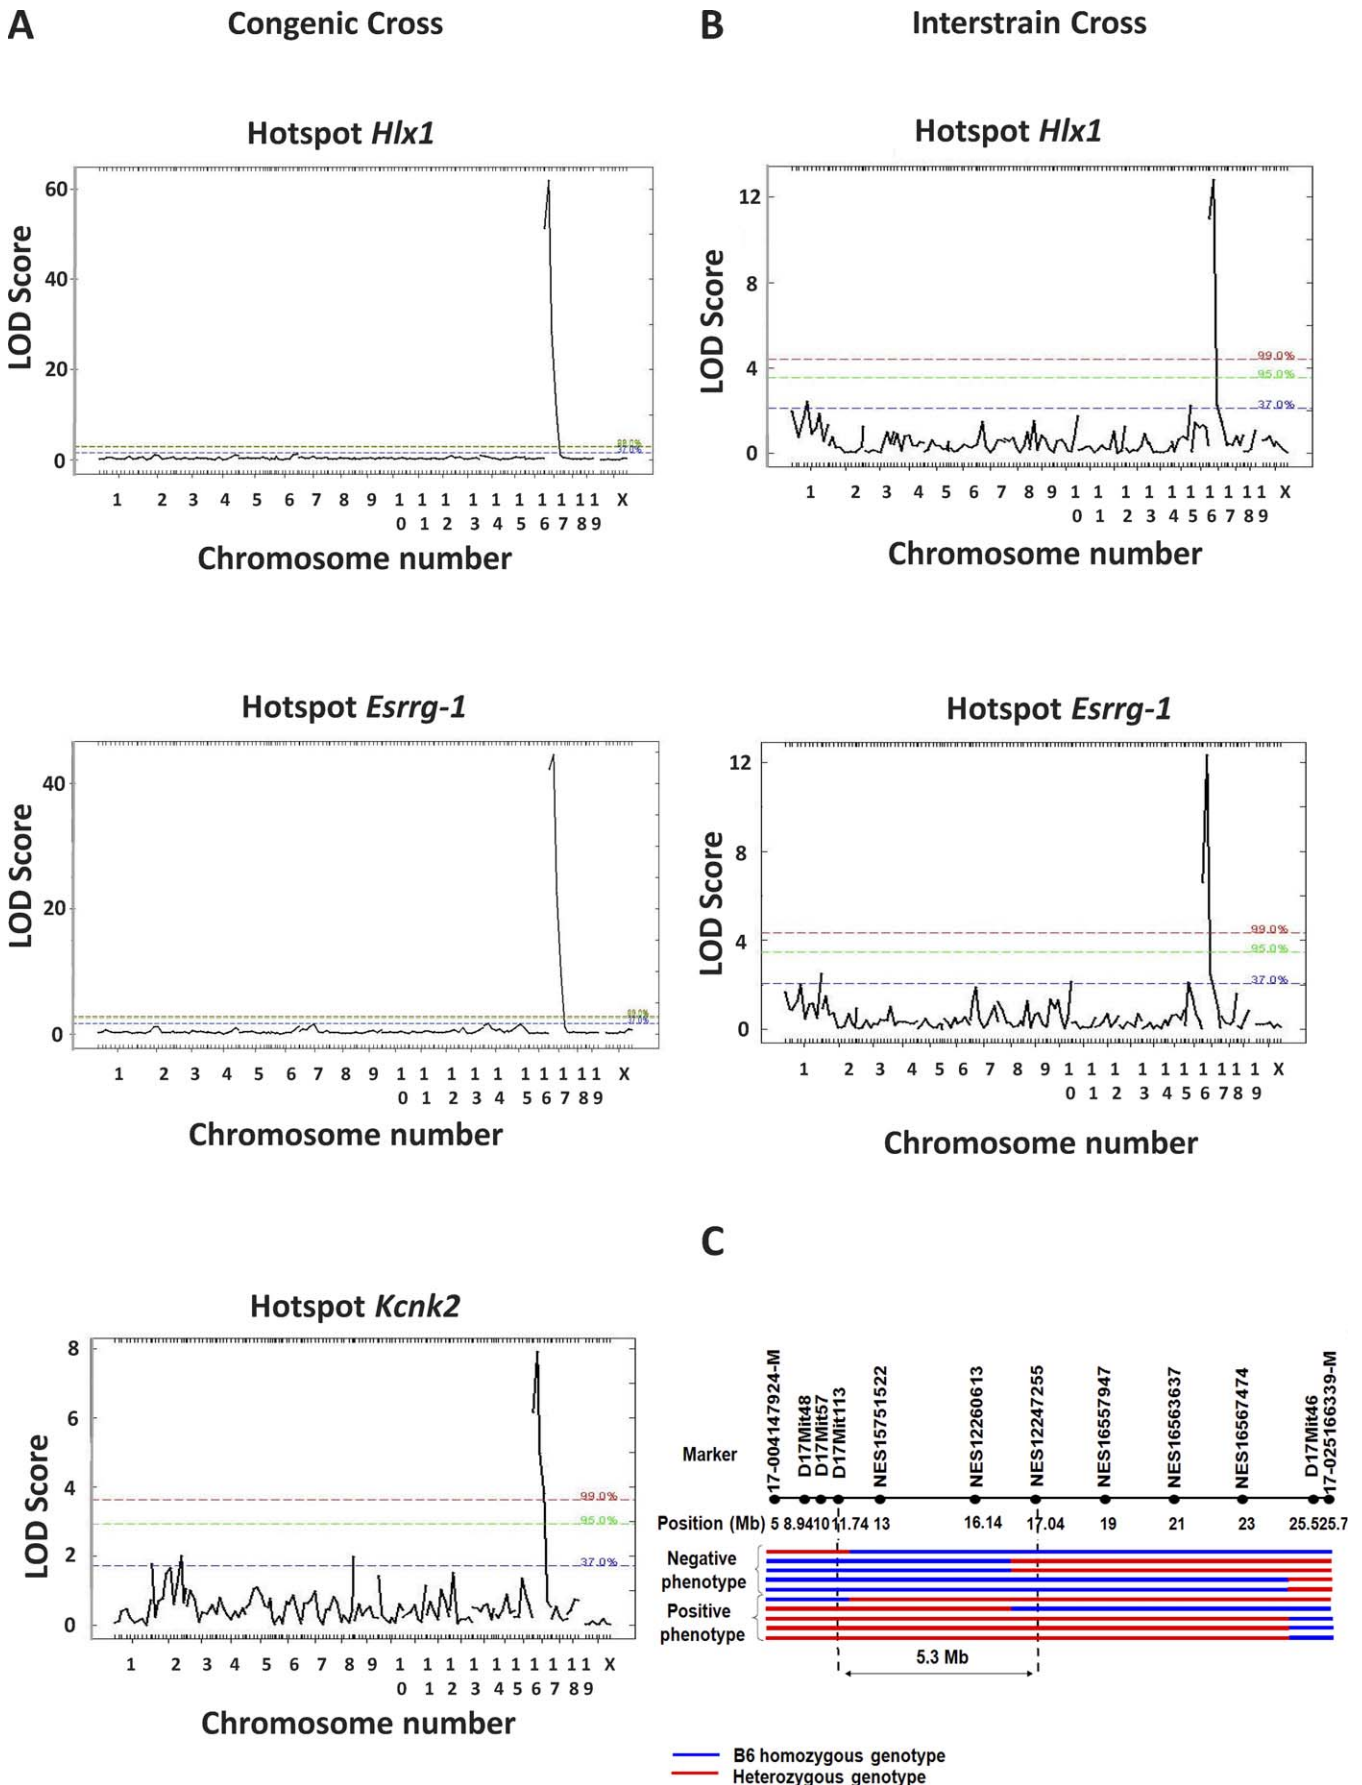 A
Congenic Cross
B
Interstrain Cross
Hotspot Hlx1
LOD Score
60
40
20
0
37.0%
1 2 3 4 5 6 7 8 9 1 1 1 1 1 1 1 1 1 1 X
0 1 2 3 4 5 6 7 8 9
Chromosome number
Hotspot Hlx1
LOD Score
12
8
4
0
99.0%
95.0%
37.0%
1 2 3 4 5 6 7 8 9 1 1 1 1 1 1 1 1 1 1 X
0 1 2 3 4 5 6 7 8 9
Chromosome number
Hotspot Esrrg-1
LOD Score
40
20
0
37.0%
1 2 3 4 5 6 7 8 9 1 1 1 1 1 1 1 1 1 1 X
0 1 2 3 4 5 6 7 8 9
Chromosome number
Hotspot Esrrg-1
LOD Score
12
8
4
0
99.0%
95.0%
37.0%
1 2 3 4 5 6 7 8 9 1 1 1 1 1 1 1 1 1 1 X
0 1 2 3 4 5 6 7 8 9
Chromosome number
Hotspot Kcnk2
LOD Score
8
6
4
2
0
99.0%
95.0%
37.0%
1 2 3 4 5 6 7 8 9 1 1 1 1 1 1 1 1 1 1 X
0 1 2 3 4 5 6 7 8 9
Chromosome number
C
Marker
17-004147924-M
D17Mit48
D17Mit57
D17Mit113
NES15751522
NES12260613
NES12247255
NES16557947
NES16563637
NES16567474
D17Mit46
17-025166339-M
Position (Mb) 5 8.94 10 11.74 13 16.14 17.04 19 21 23 25.5 25.7
Negative
phenotype
Positive
phenotype
5.3 Mb
B6 homozygous genotype
Heterozygous genotype